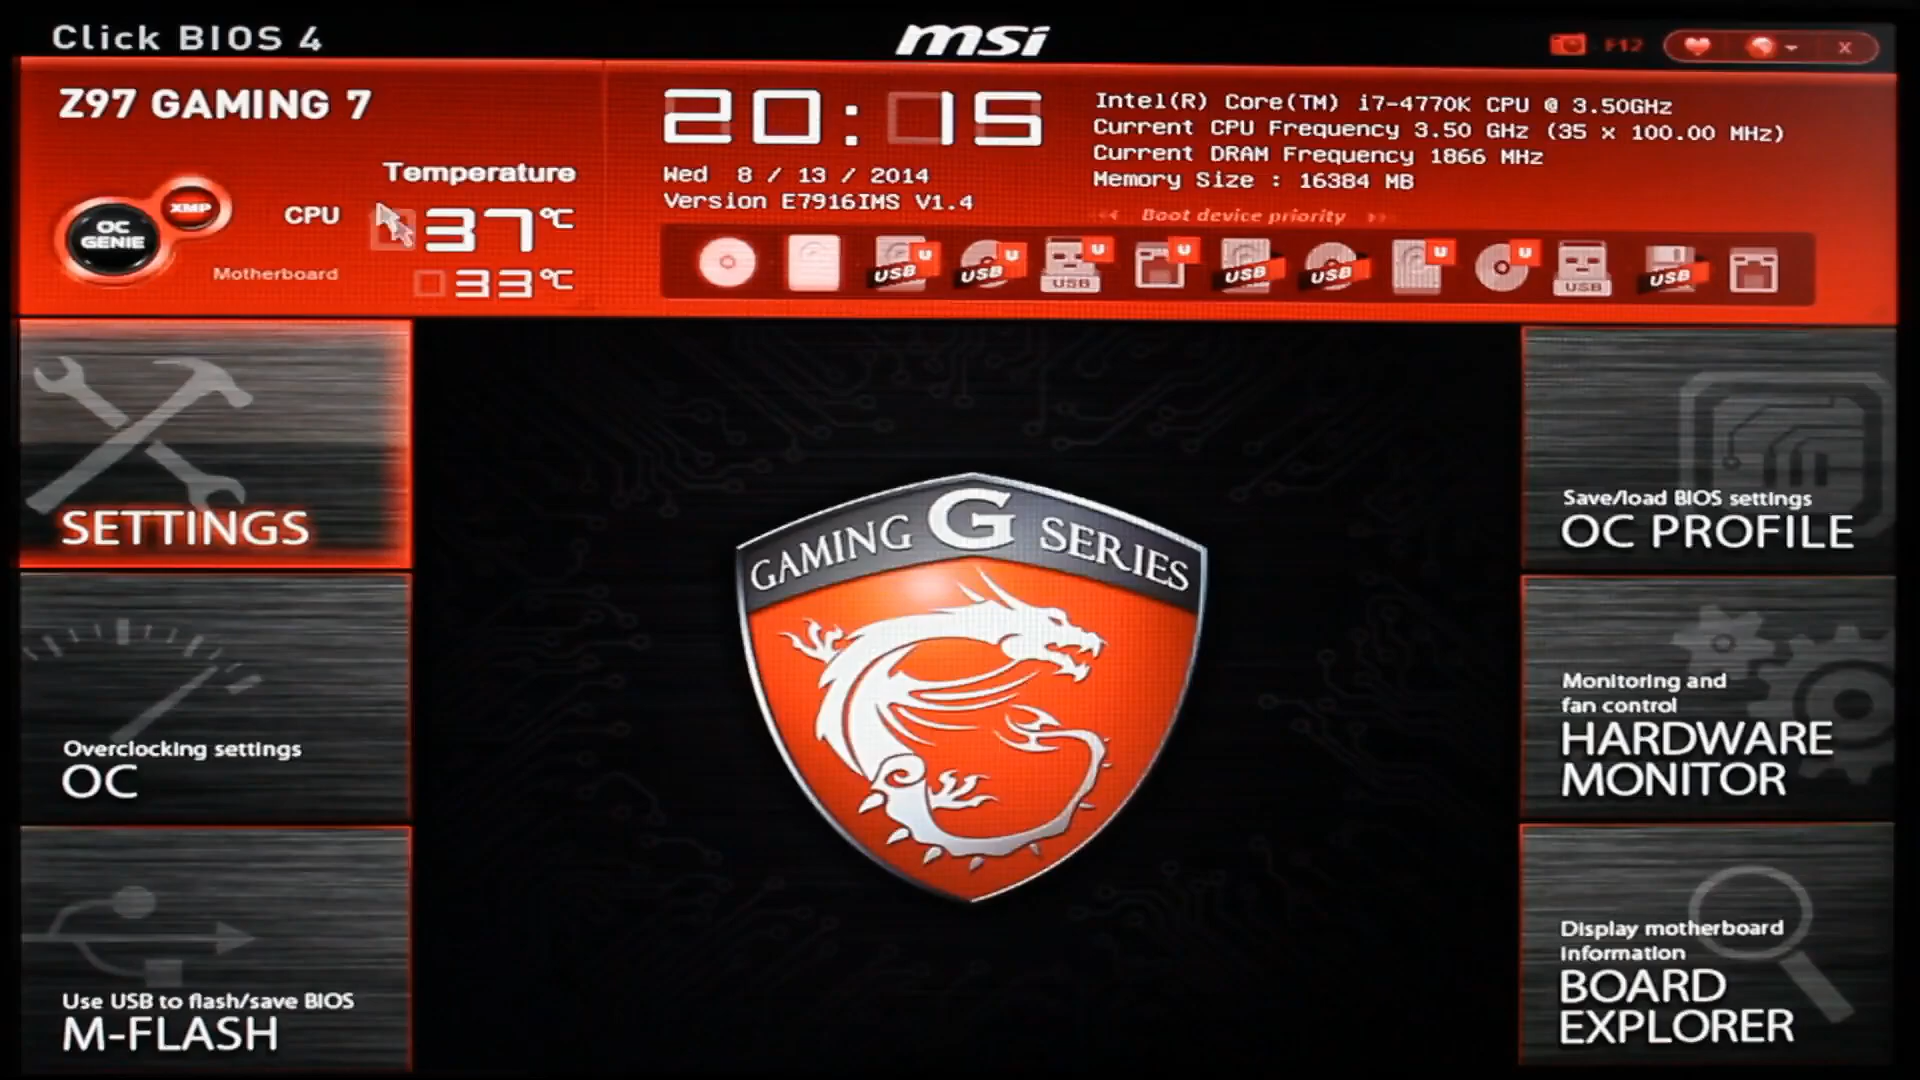 Click BIOS 4
msi
F12
X
Z97 GAMING 7
OC
GENIE
XMP
Temperature
CPU 37°C
Motherboard 33°C
20:15
Wed 8 / 13 / 2014
Version E7916IMS V1.4
Intel(R) Core(TM) i7-4770K CPU @ 3.50GHz
Current CPU Frequency 3.50 GHz (35 x 100.00 MHz)
Current DRAM Frequency 1866 MHz
Memory Size : 16384 MB
Boot device priority
U USB
U USB
U USB
U
USB
USB
U
U
USB
USB
SETTINGS
Overclocking settings
OC
Use USB to flash/save BIOS
M-FLASH
GAMING G SERIES
Save/load BIOS settings
OC PROFILE
Monitoring and
fan control
HARDWARE
MONITOR
Display motherboard
information
BOARD
EXPLORER